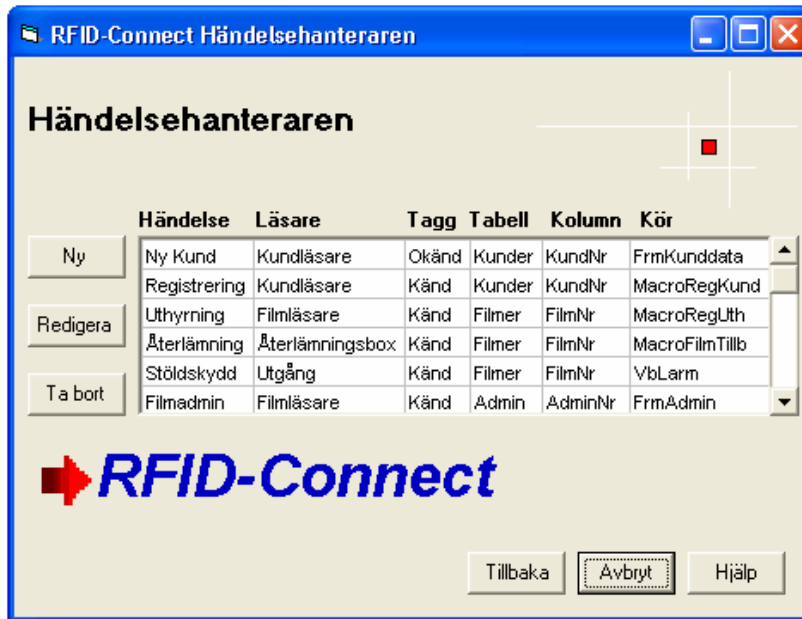 RFID-Connect Händelsehanteraren
Händelsehanteraren
Händelse Läsare Tagg Tabell Kolumn Kör
Ny
Ny Kund Kundläsare Okänd Kunder KundNr FrmKunddata
Registrering Kundläsare Känd Kunder KundNr MacroRegKund
Redigera
Uthyrning Filmläsare Känd Filmer FilmNr MacroRegUth
Återlämning Återlämningsbox Känd Filmer FilmNr MacroFilmTillb
Ta bort
Stöldskydd Utgång Känd Filmer FilmNr VbLarm
Filmadmin Filmläsare Känd Admin AdminNr FrmAdmin
RFID-Connect
Tillbaka Avbryt Hjälp